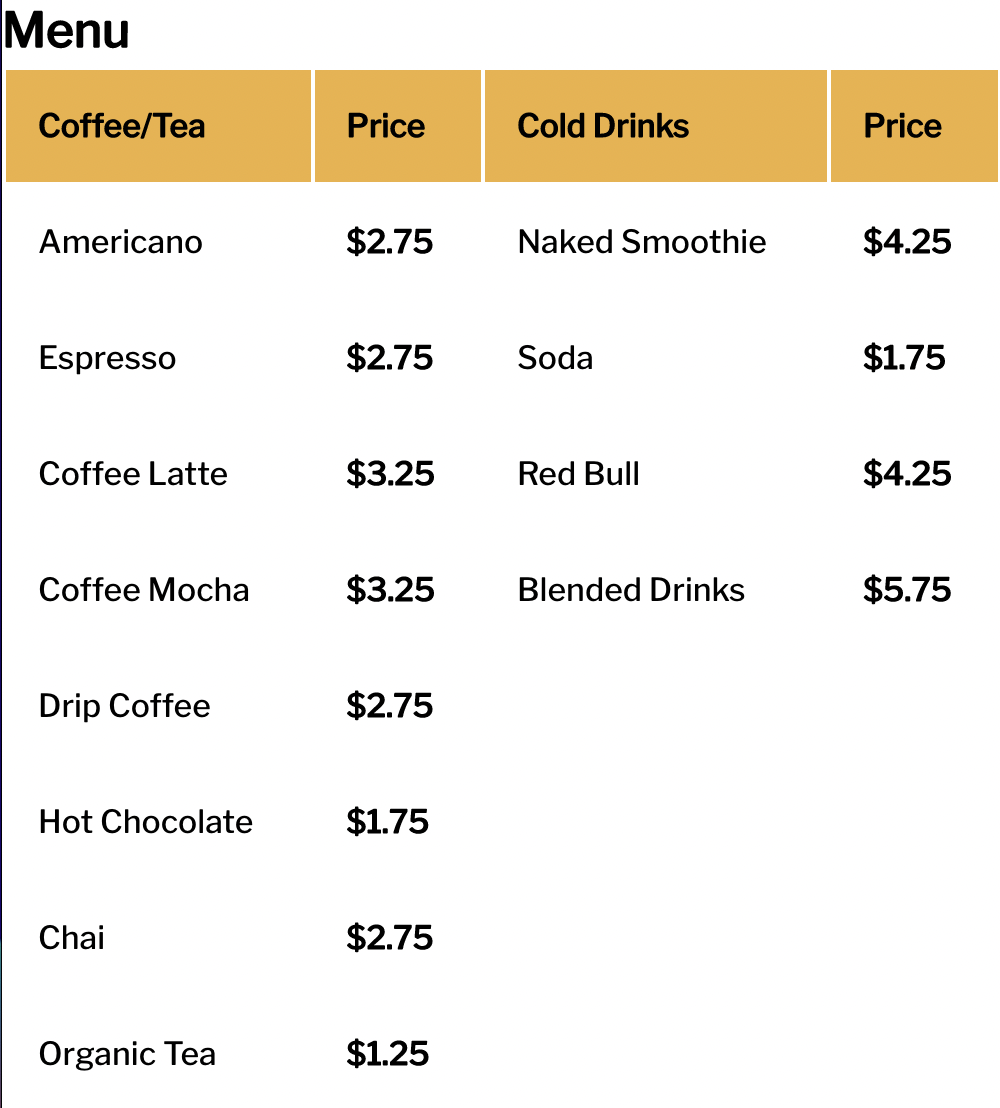 Menu
Coffee/Tea Price Cold Drinks Price
Americano $2.75 Naked Smoothie $4.25
Espresso $2.75 Soda $1.75
Coffee Latte $3.25 Red Bull $4.25
Coffee Mocha $3.25 Blended Drinks $5.75
Drip Coffee $2.75
Hot Chocolate $1.75
Chai $2.75
Organic Tea $1.25